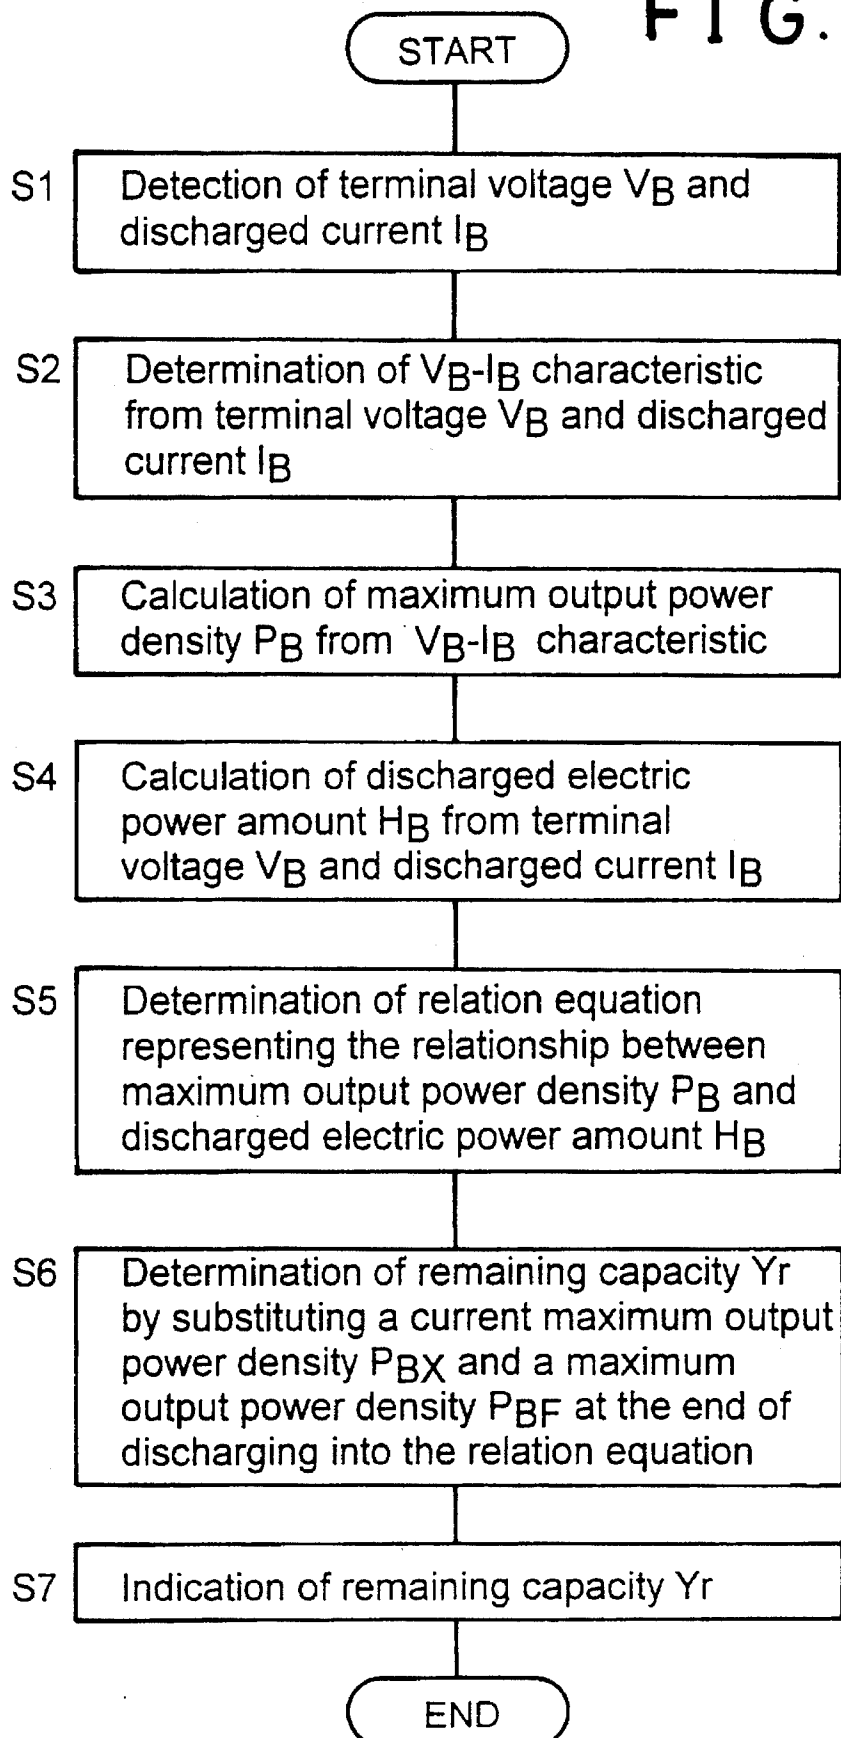 FIG.
START
S1 Detection of terminal voltage VB and
discharged current IB
S2 Determination of VB-IB characteristic
from terminal voltage VB and discharged
current IB
S3 Calculation of maximum output power
density PB from VB-IB characteristic
S4 Calculation of discharged electric
power amount HB from terminal
voltage VB and discharged current IB
S5 Determination of relation equation
representing the relationship between
maximum output power density PB and
discharged electric power amount HB
S6 Determination of remaining capacity Yr
by substituting a current maximum output
power density PBX and a maximum
output power density PBF at the end of
discharging into the relation equation
S7 Indication of remaining capacity Yr
END